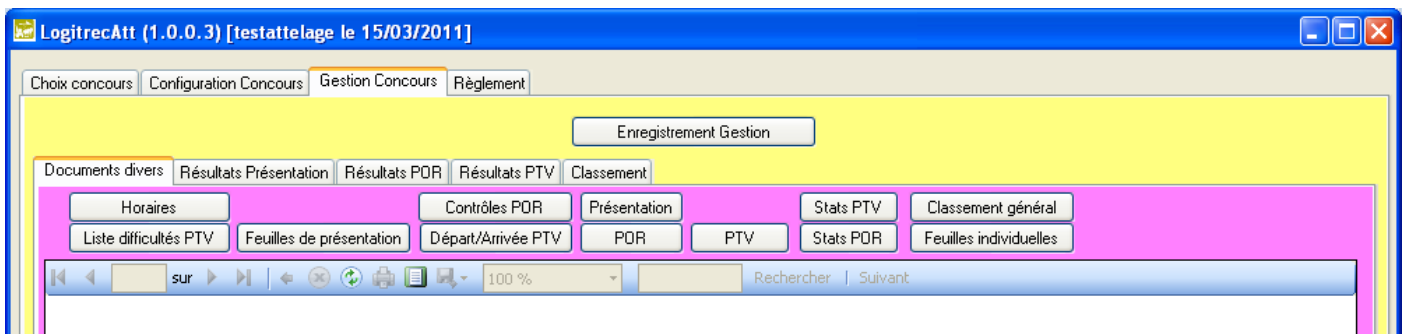 LogitrecAtt (1.0.0.3) [testattelage le 15/03/2011]
Choix concours Configuration Concours Gestion Concours Règlement
Enregistrement Gestion
Documents divers Résultats Présentation Résultats POR Résultats PTV Classement
Horaires Contrôles POR Présentation Stats PTV Classement général
Liste difficultés PTV Feuilles de présentation Départ/Arrivée PTV POR PTV Stats POR Feuilles individuelles
sur 100 % Rechercher | Suivant